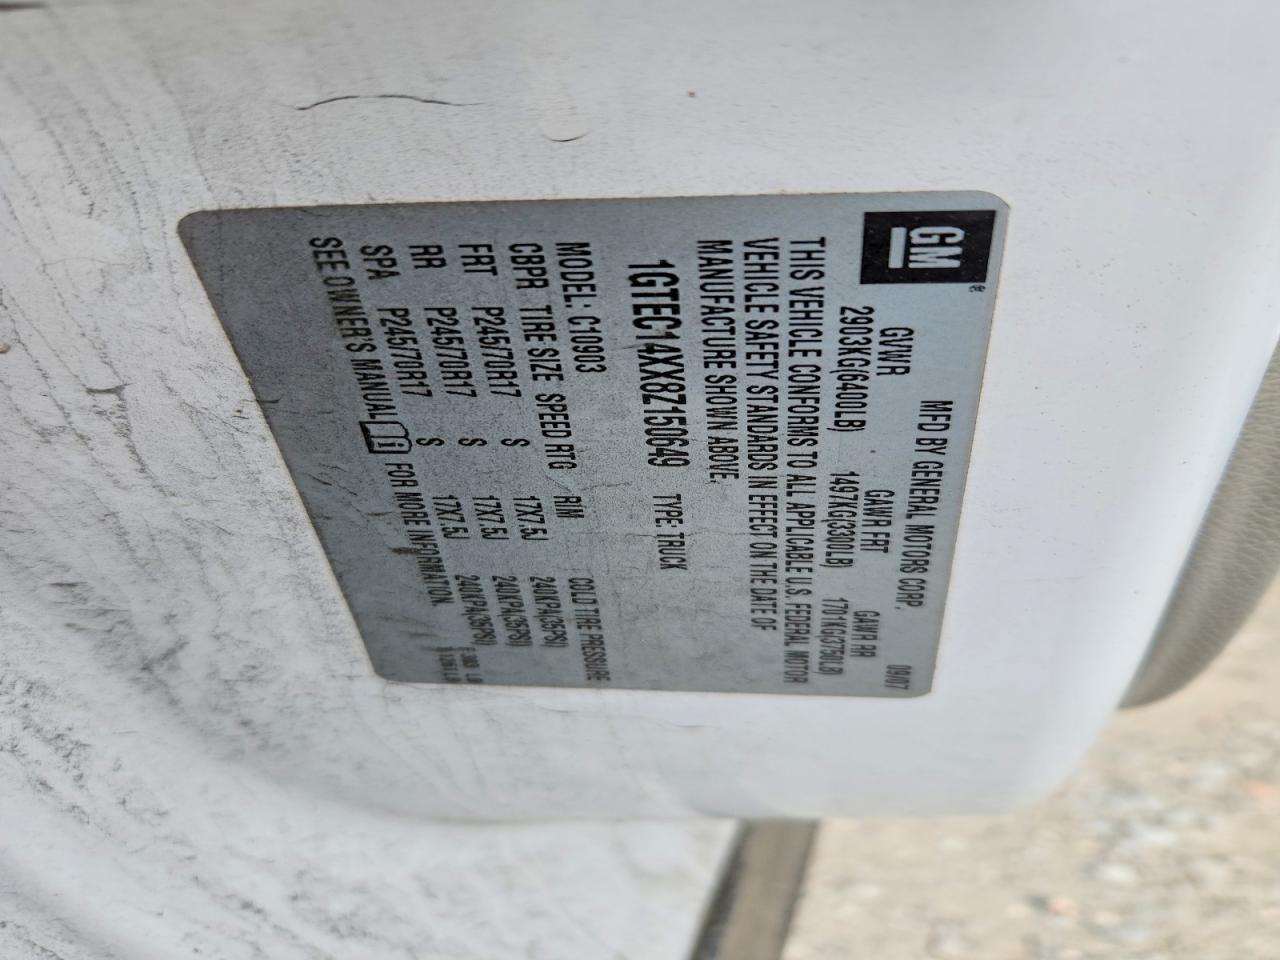 GM
MFD BY GENERAL MOTORS CORP. 09/07
GVWR GAWR FRT GAWR RR
2903KG(6400LB) 1497KG(3300LB) 1701KG(3750LB)
THIS VEHICLE CONFORMS TO ALL APPLICABLE U.S. FEDERAL MOTOR
VEHICLE SAFETY STANDARDS IN EFFECT ON THE DATE OF
MANUFACTURE SHOWN ABOVE.
1GTEC14XX8Z150649 TYPE: TRUCK
MODEL: C10903
CBPR TIRE SIZE SPEED RTG RIM COLD TIRE PRESSURE
FRT P245/70R17 S 17X7.5J 240KPA(35PSI)
RR P245/70R17 S 17X7.5J 240KPA(35PSI)
SPA P245/70R17 S 17X7.5J 240KPA(35PSI)
SEE OWNER'S MANUAL FOR MORE INFORMATION.